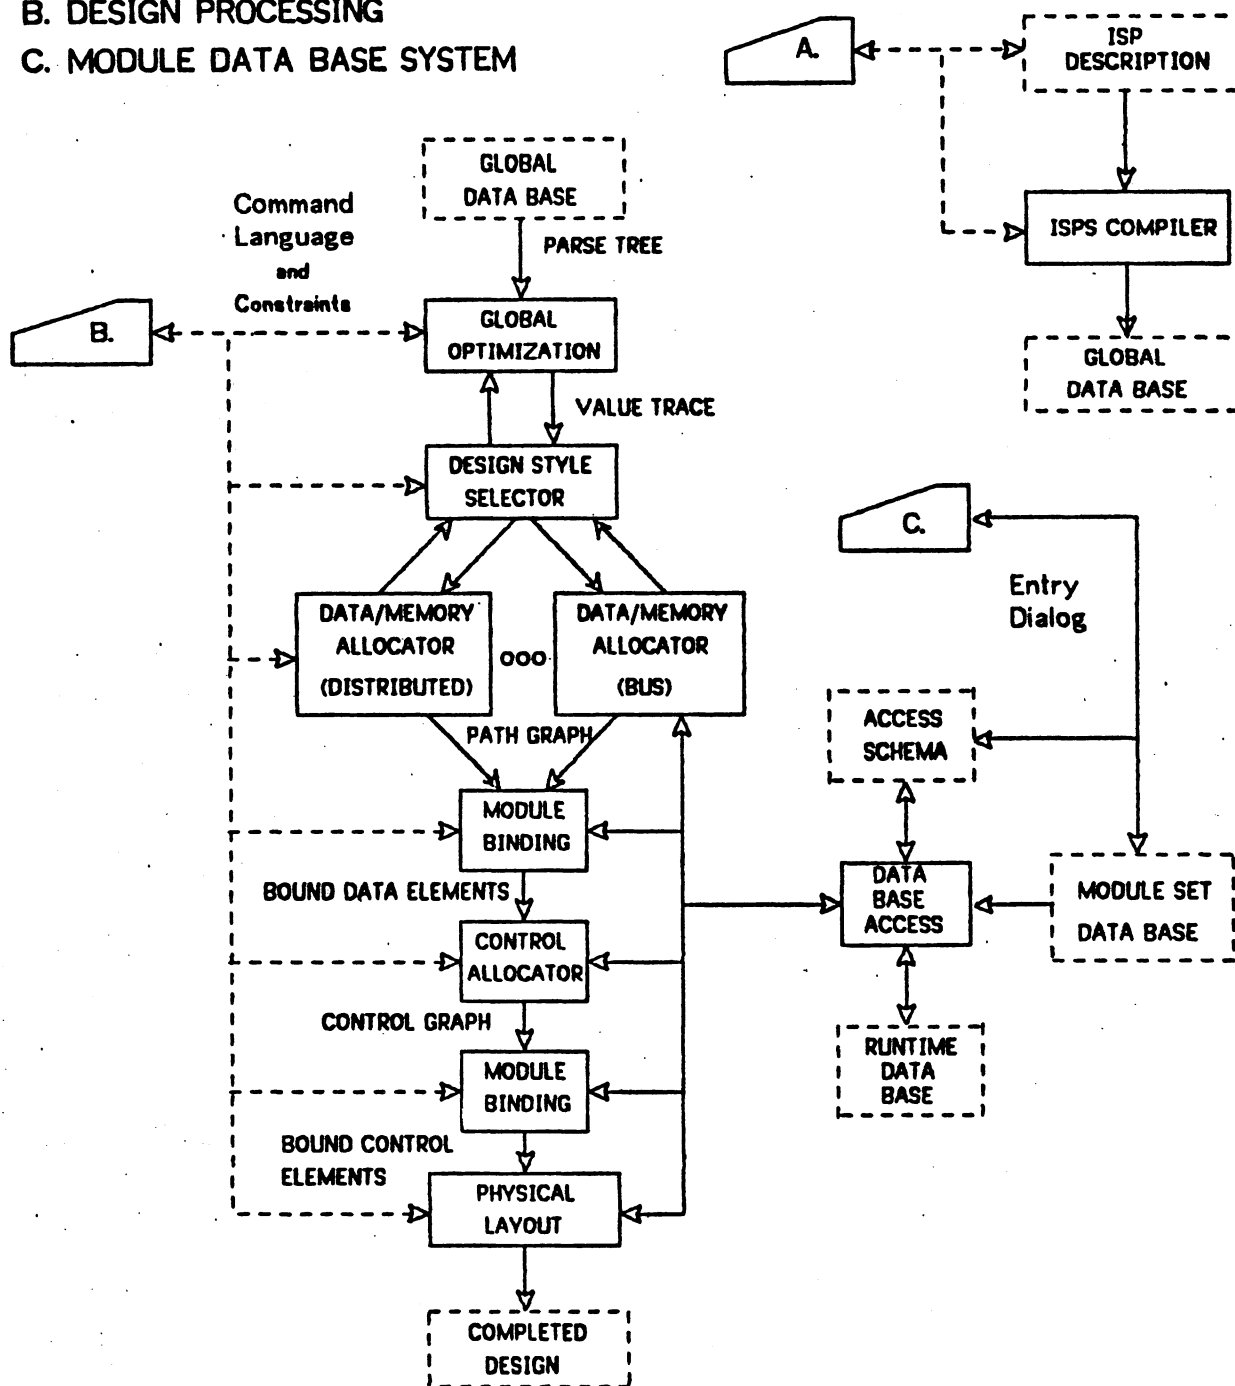 B. DESIGN PROCESSING
C. MODULE DATA BASE SYSTEM
A.
ISP
DESCRIPTION
ISPS COMPILER
GLOBAL
DATA BASE
GLOBAL
DATA BASE
PARSE TREE
Command
Language
and
Constraints
B.
GLOBAL
OPTIMIZATION
VALUE TRACE
DESIGN STYLE
SELECTOR
DATA/MEMORY
ALLOCATOR
(DISTRIBUTED)
ooo
DATA/MEMORY
ALLOCATOR
(BUS)
PATH GRAPH
MODULE
BINDING
BOUND DATA ELEMENTS
CONTROL
ALLOCATOR
CONTROL GRAPH
MODULE
BINDING
BOUND CONTROL
ELEMENTS
PHYSICAL
LAYOUT
COMPLETED
DESIGN
C.
Entry
Dialog
ACCESS
SCHEMA
DATA
BASE
ACCESS
MODULE SET
DATA BASE
RUNTIME
DATA
BASE